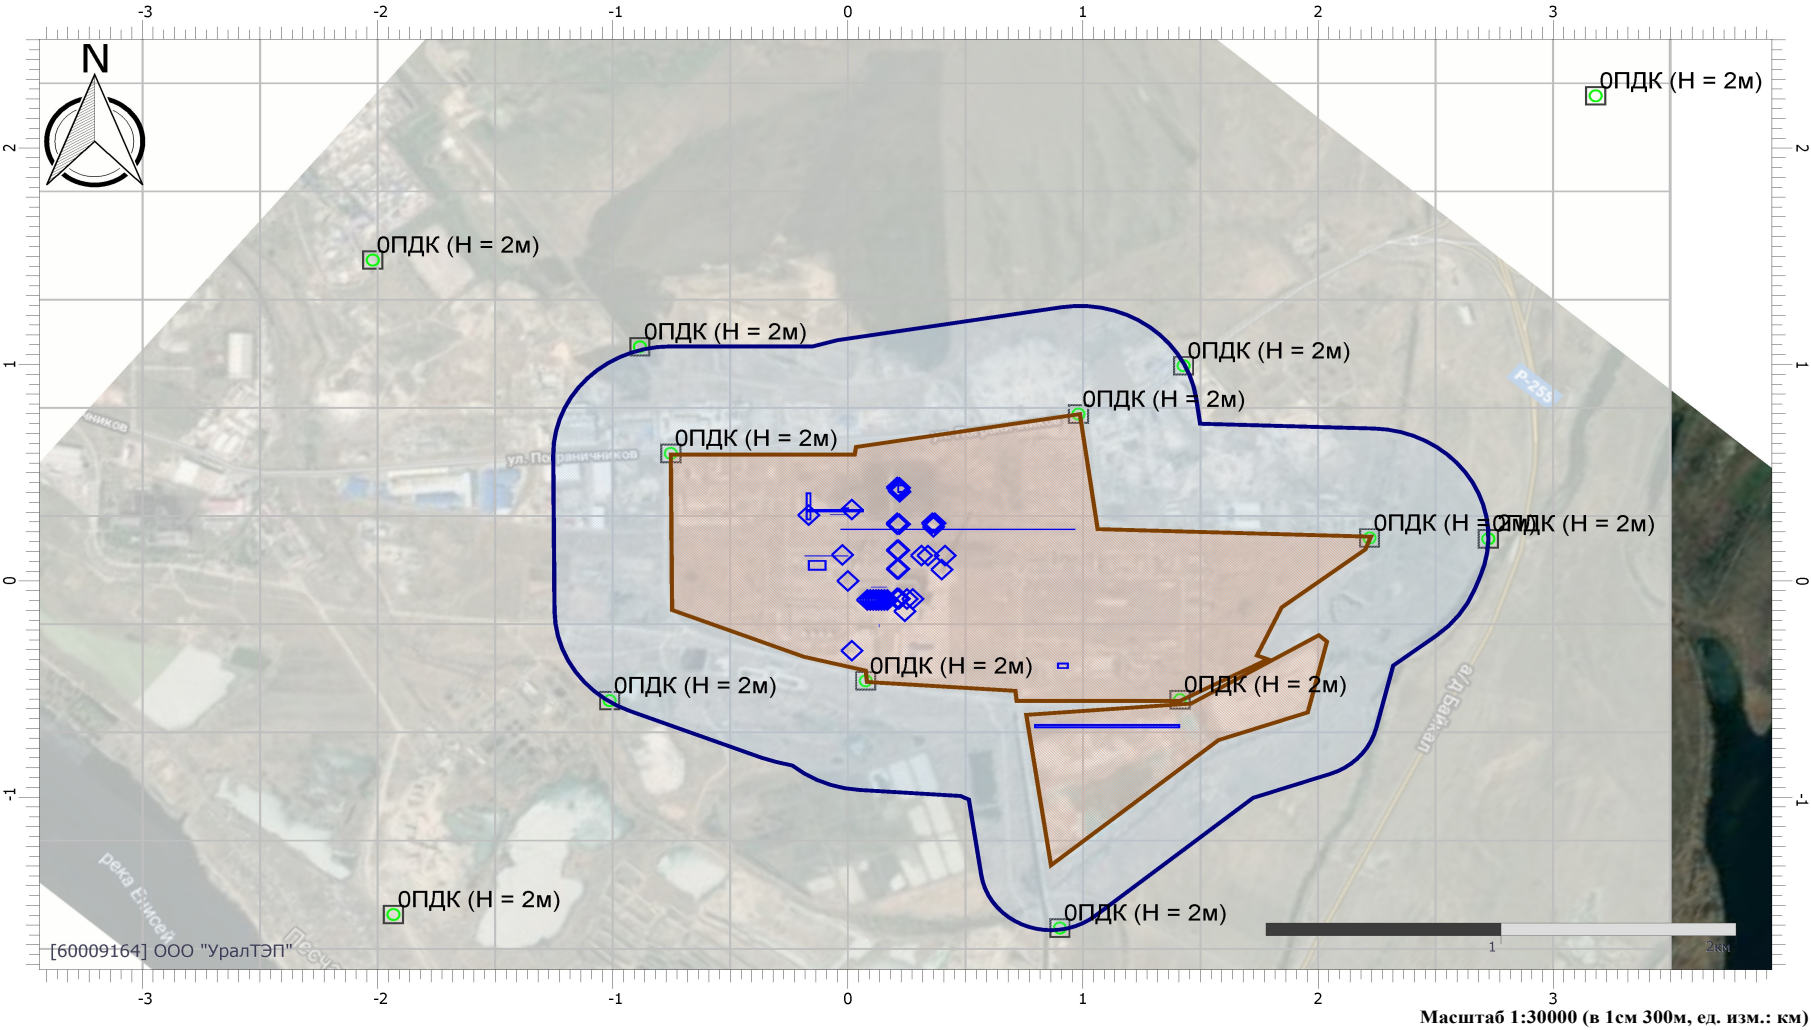 -3 -2 -1 0 1 2 3
N
0ПДК (H = 2м)
2 2
0ПДК (H = 2м)
0ПДК (H = 2м)
0ПДК (H = 2м)
1 1
Р-255
0ПДК (H = 2м)
0ПДК (H = 2м)
ул. Пограничников
0ПДК (H = 2м)
0ПДК (H = 2м)
0 0
0ПДК (H = 2м)
0ПДК (H = 2м)
0ПДК (H = 2м)
а/д Байкал
-1 -1
река Енисей
0ПДК (H = 2м)
0ПДК (H = 2м)
[60009164] ООО "УралТЭП"
1 2км
-3 -2 -1 0 1 2 3
Масштаб 1:30000 (в 1см 300м, ед. изм.: км)